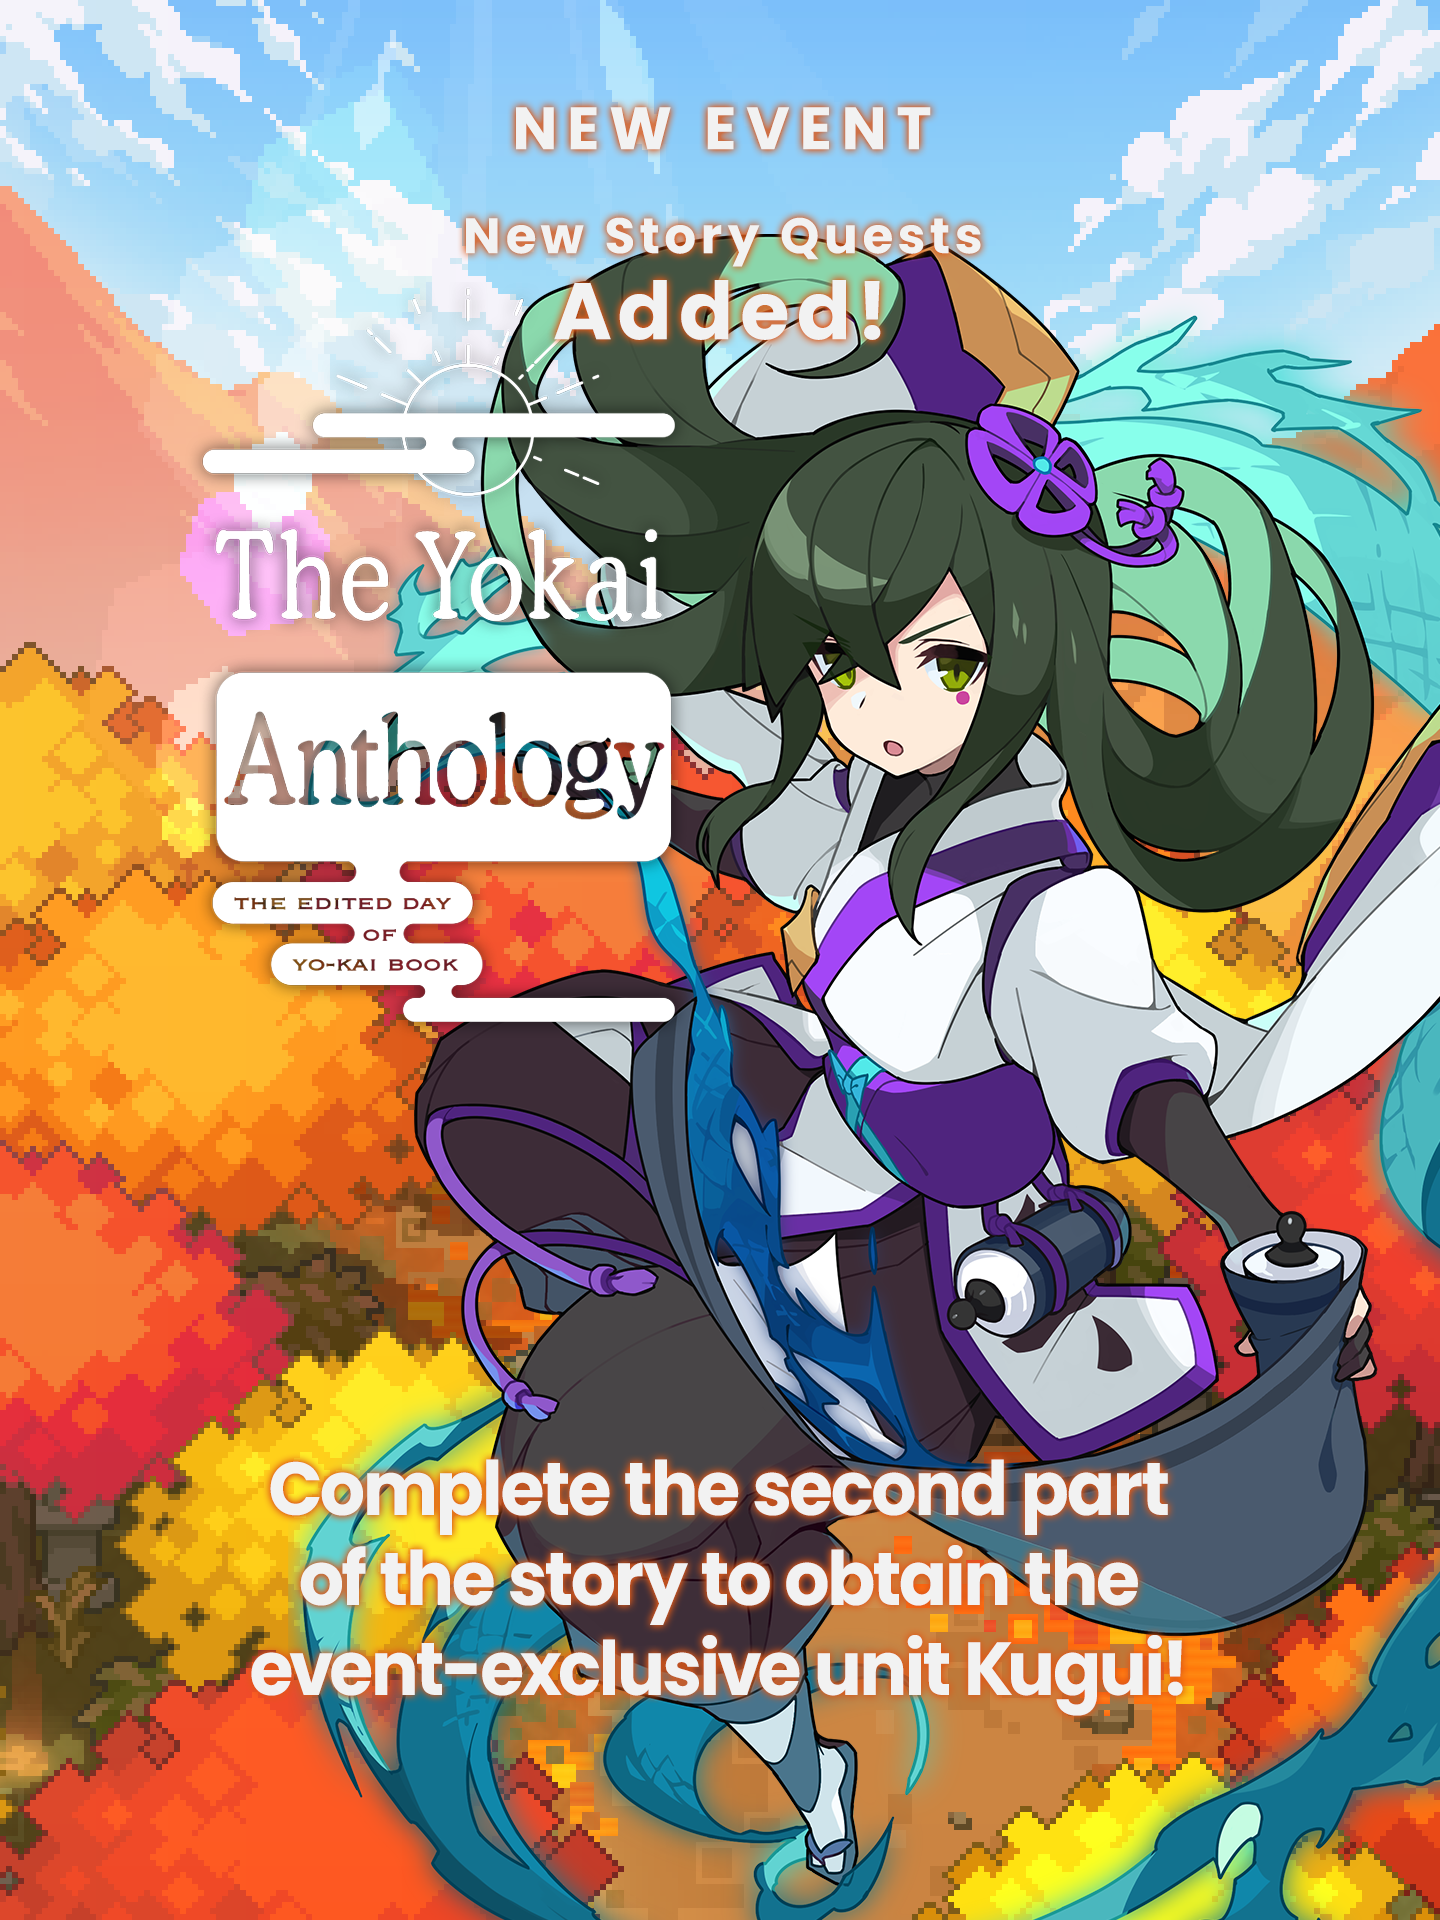 NEW EVENT
New Story Quests
Added!
The Yokai
Anthology
THE EDITED DAY
OF
YO-KAI BOOK
Complete the second part
of the story to obtain the
event-exclusive unit Kugui!